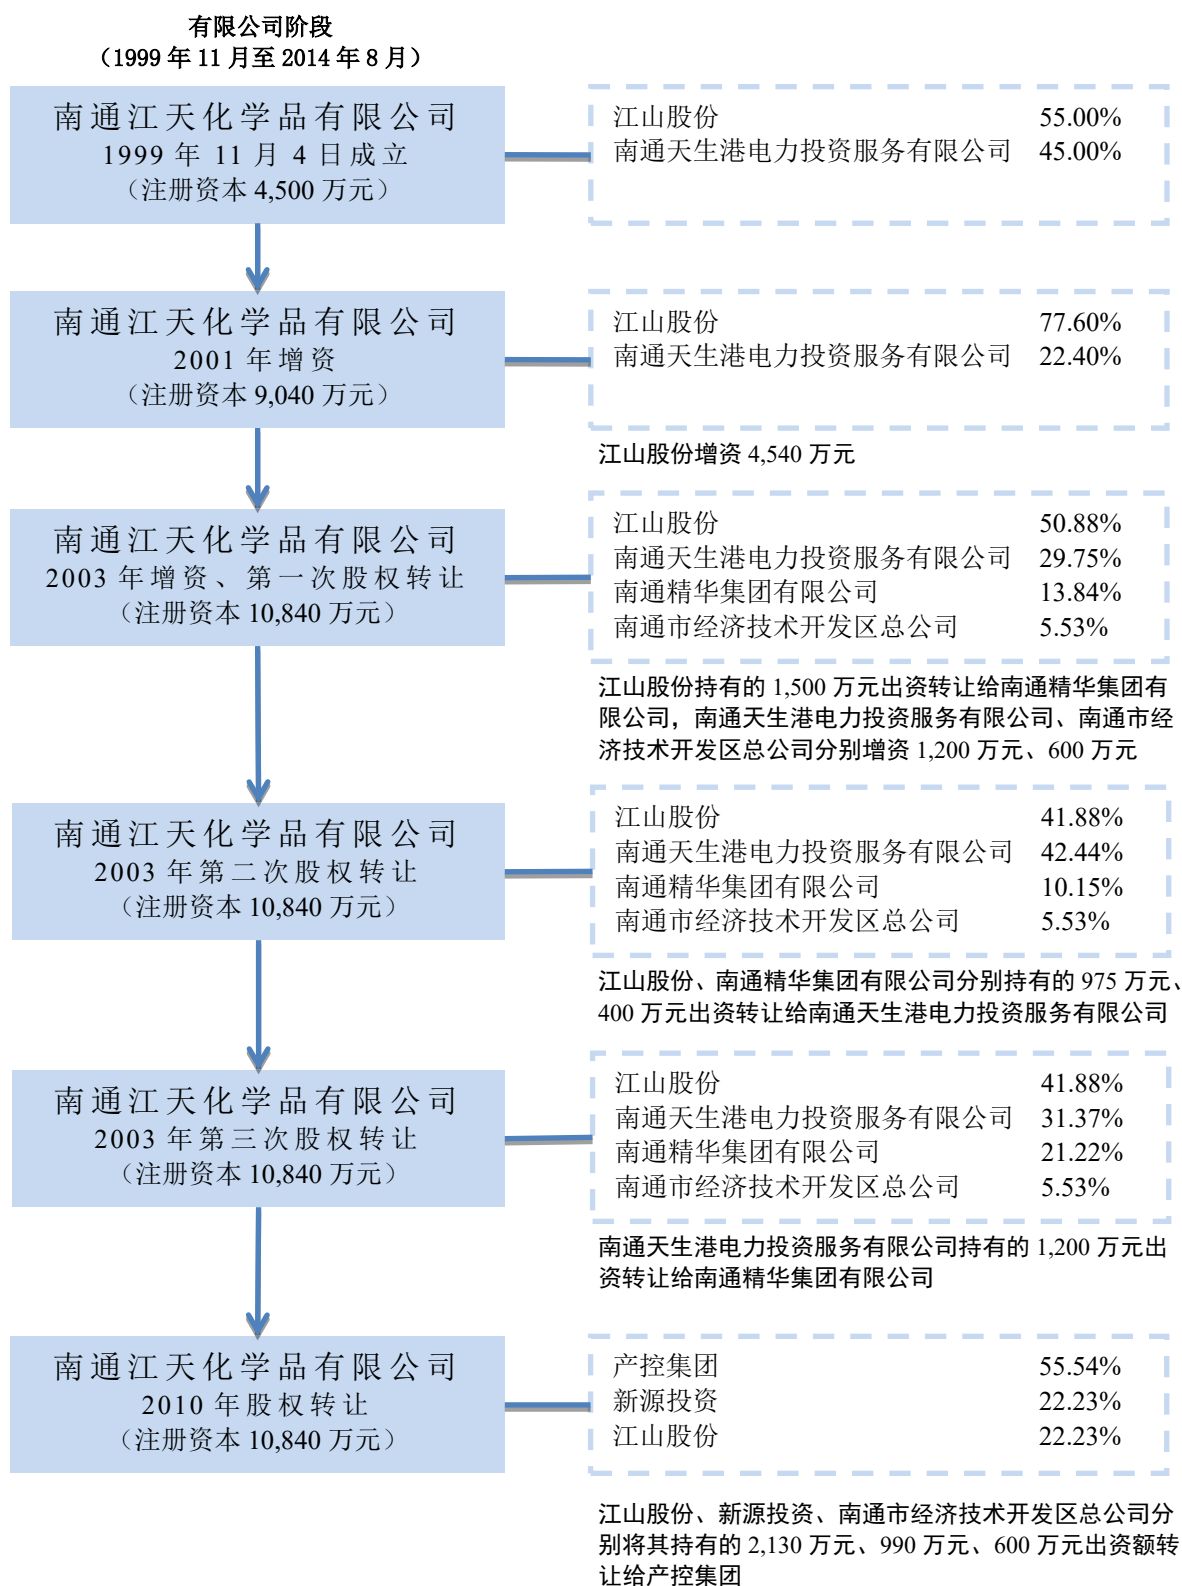 有限公司阶段
（1999 年 11 月至 2014 年 8 月）
南通江天化学品有限公司
1999 年 11 月 4 日成立
（注册资本 4,500 万元）
江山股份 55.00%
南通天生港电力投资服务有限公司 45.00%
南通江天化学品有限公司
2001 年增资
（注册资本 9,040 万元）
江山股份 77.60%
南通天生港电力投资服务有限公司 22.40%
江山股份增资 4,540 万元
南通江天化学品有限公司
2003 年增资、第一次股权转让
（注册资本 10,840 万元）
江山股份 50.88%
南通天生港电力投资服务有限公司 29.75%
南通精华集团有限公司 13.84%
南通市经济技术开发区总公司 5.53%
江山股份持有的 1,500 万元出资转让给南通精华集团有
限公司，南通天生港电力投资服务有限公司、南通市经
济技术开发区总公司分别增资 1,200 万元、600 万元
南通江天化学品有限公司
2003 年第二次股权转让
（注册资本 10,840 万元）
江山股份 41.88%
南通天生港电力投资服务有限公司 42.44%
南通精华集团有限公司 10.15%
南通市经济技术开发区总公司 5.53%
江山股份、南通精华集团有限公司分别持有的 975 万元、
400 万元出资转让给南通天生港电力投资服务有限公司
南通江天化学品有限公司
2003 年第三次股权转让
（注册资本 10,840 万元）
江山股份 41.88%
南通天生港电力投资服务有限公司 31.37%
南通精华集团有限公司 21.22%
南通市经济技术开发区总公司 5.53%
南通天生港电力投资服务有限公司持有的 1,200 万元出
资转让给南通精华集团有限公司
南通江天化学品有限公司
2010 年股权转让
（注册资本 10,840 万元）
产控集团 55.54%
新源投资 22.23%
江山股份 22.23%
江山股份、新源投资、南通市经济技术开发区总公司分
别将其持有的 2,130 万元、990 万元、600 万元出资额转
让给产控集团